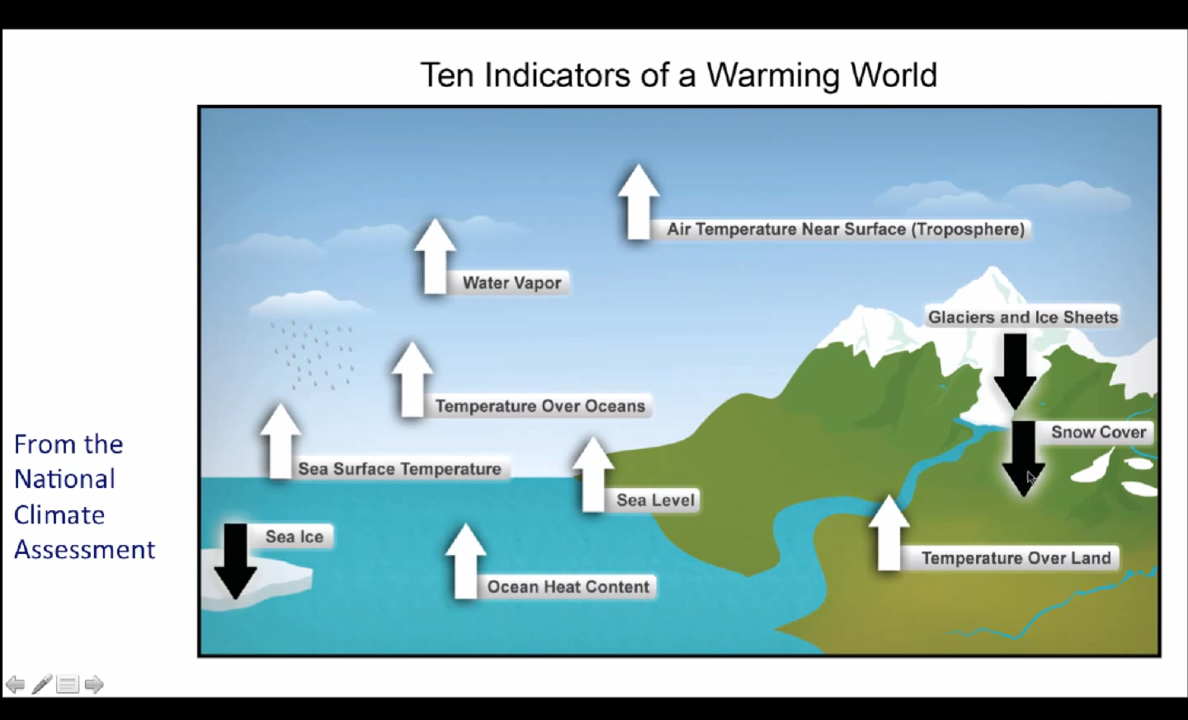 Ten Indicators of a Warming World
Air Temperature Near Surface (Troposphere)
Water Vapor
Glaciers and Ice Sheets
Temperature Over Oceans
Snow Cover
Sea Surface Temperature
Sea Level
Sea Ice
Temperature Over Land
Ocean Heat Content
From the
National
Climate
Assessment